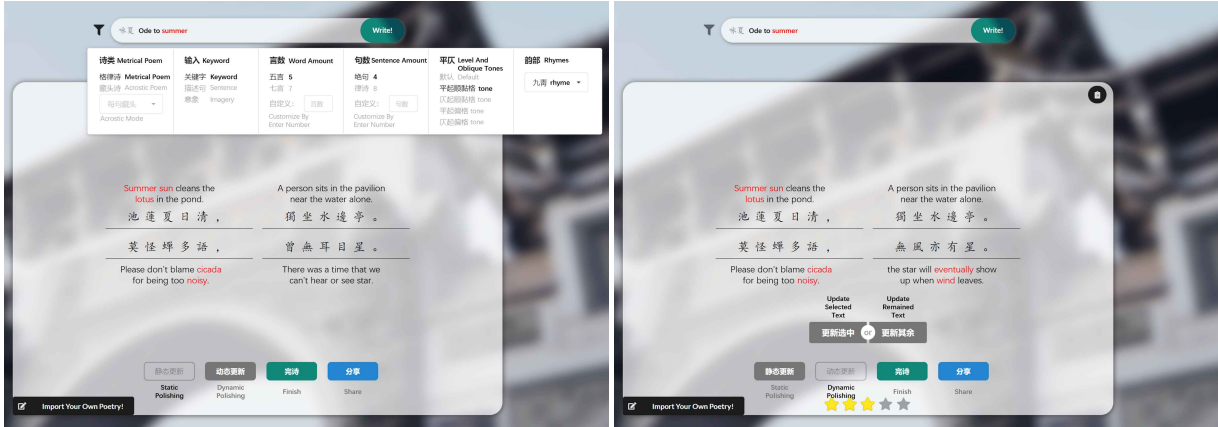 咏夏 Ode to summer
Write!
诗类 Metrical Poem
格律诗 Metrical Poem
藏头诗 Acrostic Poem
每句藏头
Acrostic Mode
输入 Keyword
关键字 Keyword
描述句 Sentence
意象 Imagery
言数 Word Amount
五言 5
七言 7
自定义: 言数
Customize By
Enter Number
句数 Sentence Amount
绝句 4
律诗 8
自定义: 句数
Customize By
Enter Number
平仄 Level And
Oblique Tones
默认 Default
平起顺黏格 tone
仄起顺黏格 tone
平起偏格 tone
仄起偏格 tone
韵部 Rhymes
九青 rhyme
Summer sun cleans the
lotus in the pond.
池蓮夏日清，
A person sits in the pavilion
near the water alone.
獨坐水邊亭。
莫怪蟬多語，
Please don't blame cicada
for being too noisy.
曾無耳目星。
There was a time that we
can't hear or see star.
静态更新
Static
Polishing
动态更新
Dynamic
Polishing
完诗
Finish
分享
Share
Import Your Own Poetry!
咏夏 Ode to summer
Write!
Summer sun cleans the
lotus in the pond.
池蓮夏日清，
A person sits in the pavilion
near the water alone.
獨坐水邊亭。
莫怪蟬多語，
Please don't blame cicada
for being too noisy.
無風亦有星。
the star will eventually show
up when wind leaves.
Update
Selected
Text
Update
Remained
Text
更新选中 or 更新其余
静态更新
Static
Polishing
动态更新
Dynamic
Polishing
完诗
Finish
分享
Share
Import Your Own Poetry!